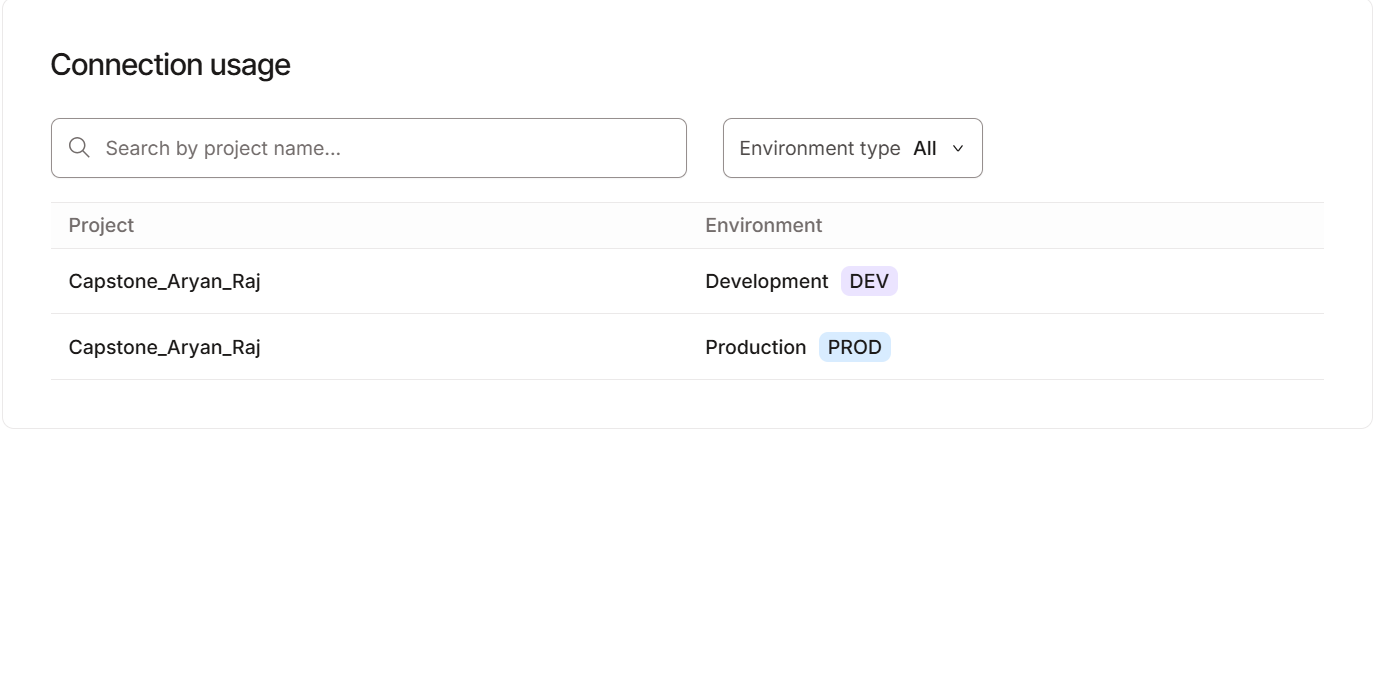 Connection usage
Search by project name...
Environment type All
Project Environment
Capstone_Aryan_Raj Development DEV
Capstone_Aryan_Raj Production PROD